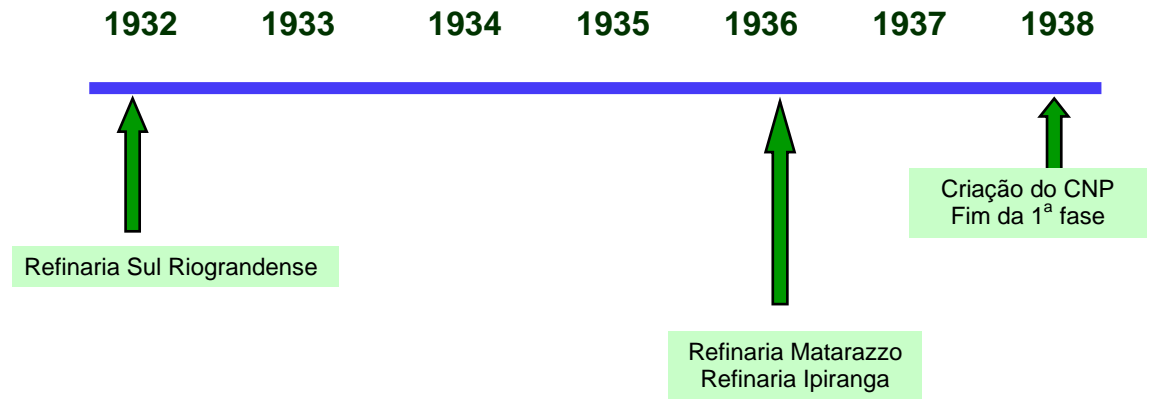 1932 1933 1934 1935 1936 1937 1938
Criação do CNP
Fim da 1ª fase
Refinaria Sul Riograndense
Refinaria Matarazzo
Refinaria Ipiranga